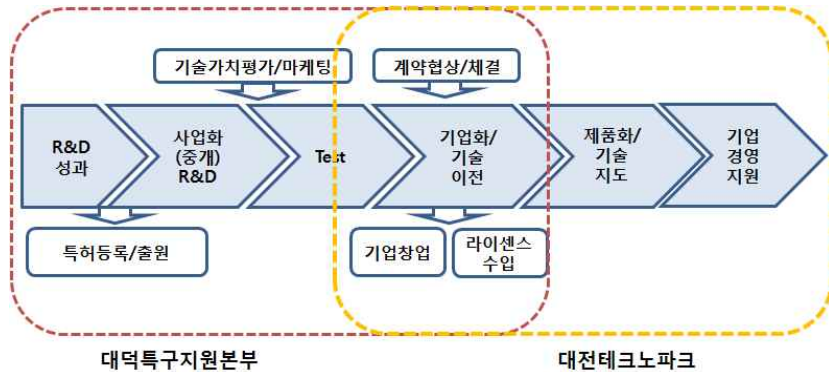 기술가치평가/마케팅
계약협상/체결
R&D
성과
사업화
(중개)
R&D
Test
기업화/
기술
이전
제품화/
기술
지도
기업
경영
지원
특허등록/출원
기업창업
라이센스
수입
대덕특구지원본부
대전테크노파크